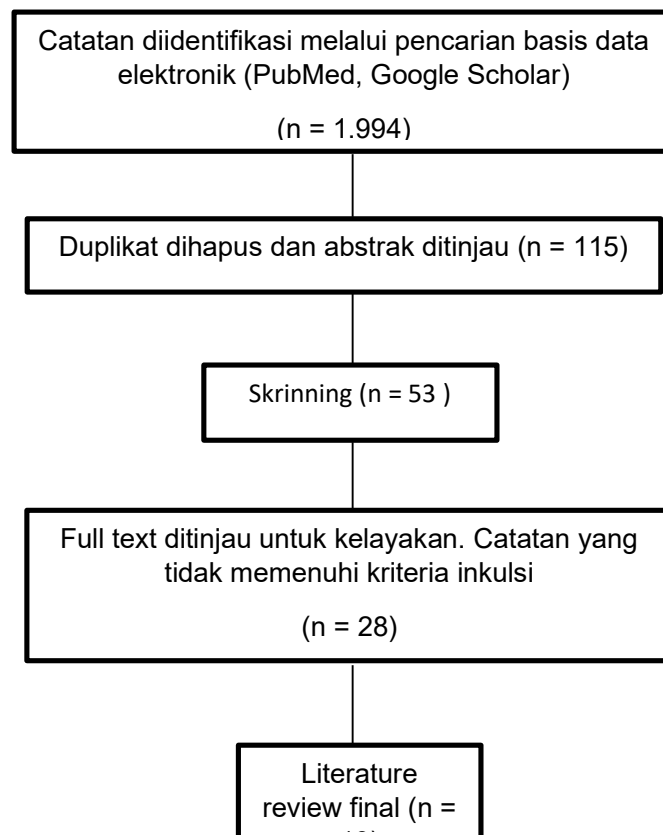 Catatan diidentifikasi melalui pencarian basis data
elektronik (PubMed, Google Scholar)
(n = 1.994)
Duplikat dihapus dan abstrak ditinjau (n = 115)
Skrinning (n = 53 )
Full text ditinjau untuk kelayakan. Catatan yang
tidak memenuhi kriteria inkulsi
(n = 28)
Literature
review final (n =